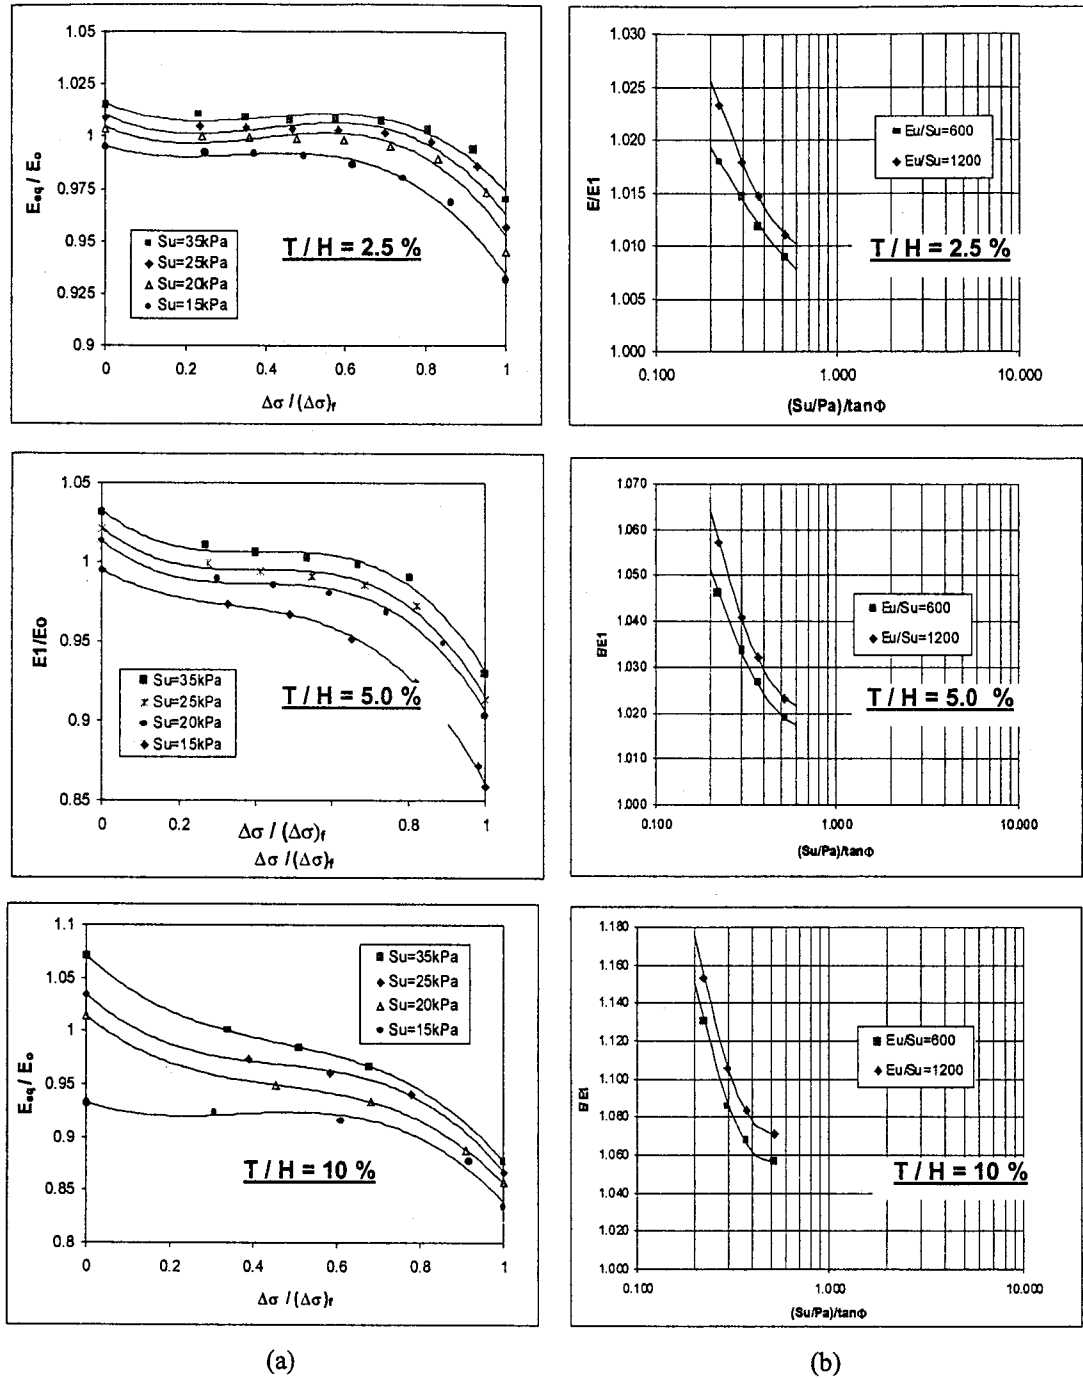 1.05
1.025
1
0.975
0.95
0.925
0.9
E_eq / E_o
Su=35kPa
Su=25kPa
Su=20kPa
Su=15kPa
T / H = 2.5 %
0 0.2 0.4 0.6 0.8 1
Δσ / (Δσ)_f
1.030
1.025
1.020
1.015
1.010
1.005
1.000
E/E1
Eu/Su=600
Eu/Su=1200
T / H = 2.5 %
0.100 1.000 10.000
(Su/Pa)/tanΦ
1.05
1
0.95
0.9
0.85
E1/Eo
Su=35kPa
Su=25kPa
Su=20kPa
Su=15kPa
T / H = 5.0 %
0 0.2 0.8 1
Δσ / (Δσ)_f
Δσ / (Δσ)_f
1.070
1.060
1.050
1.040
1.030
1.020
1.010
1.000
E/E1
Eu/Su=600
Eu/Su=1200
T / H = 5.0 %
0.100 1.000 10.000
(Su/Pa)/tanΦ
1.1
1.05
1
0.95
0.9
0.85
0.8
E_eq / E_o
Su=35kPa
Su=25kPa
Su=20kPa
Su=15kPa
T / H = 10 %
0 0.2 0.4 0.6 0.8 1
Δσ / (Δσ)_f
1.180
1.160
1.140
1.120
1.100
1.080
1.060
1.040
1.020
1.000
E/E1
Eu/Su=600
Eu/Su=1200
T / H = 10 %
0.100 1.000 10.000
(Su/Pa)/tanΦ
(a)
(b)